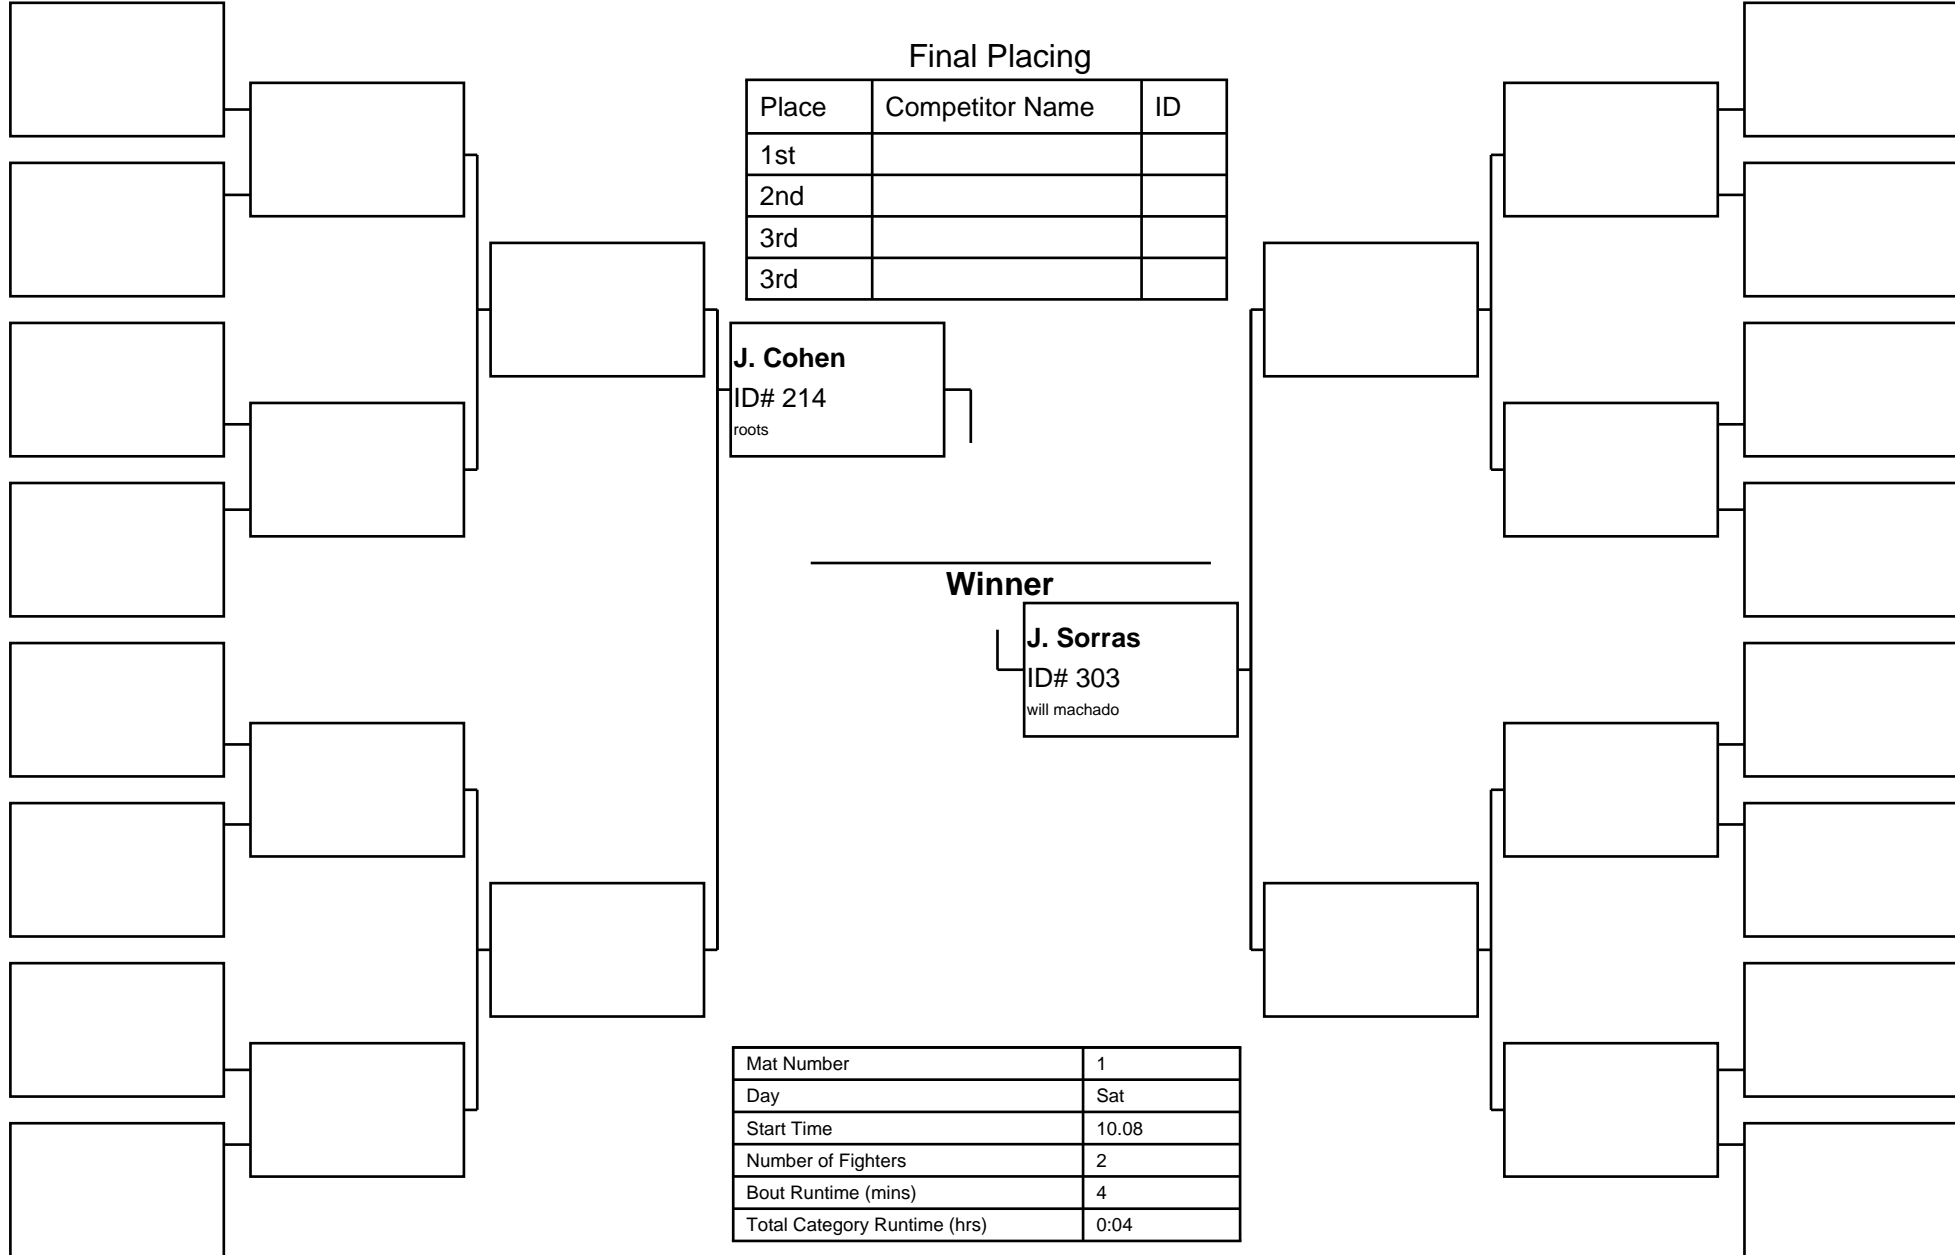 Final Placing
Place Competitor Name ID
1st
2nd
3rd
3rd
J. Cohen
ID# 214
roots
Winner
J. Sorras
ID# 303
will machado
Mat Number 1
Day Sat
Start Time 10.08
Number of Fighters 2
Bout Runtime (mins) 4
Total Category Runtime (hrs) 0:04